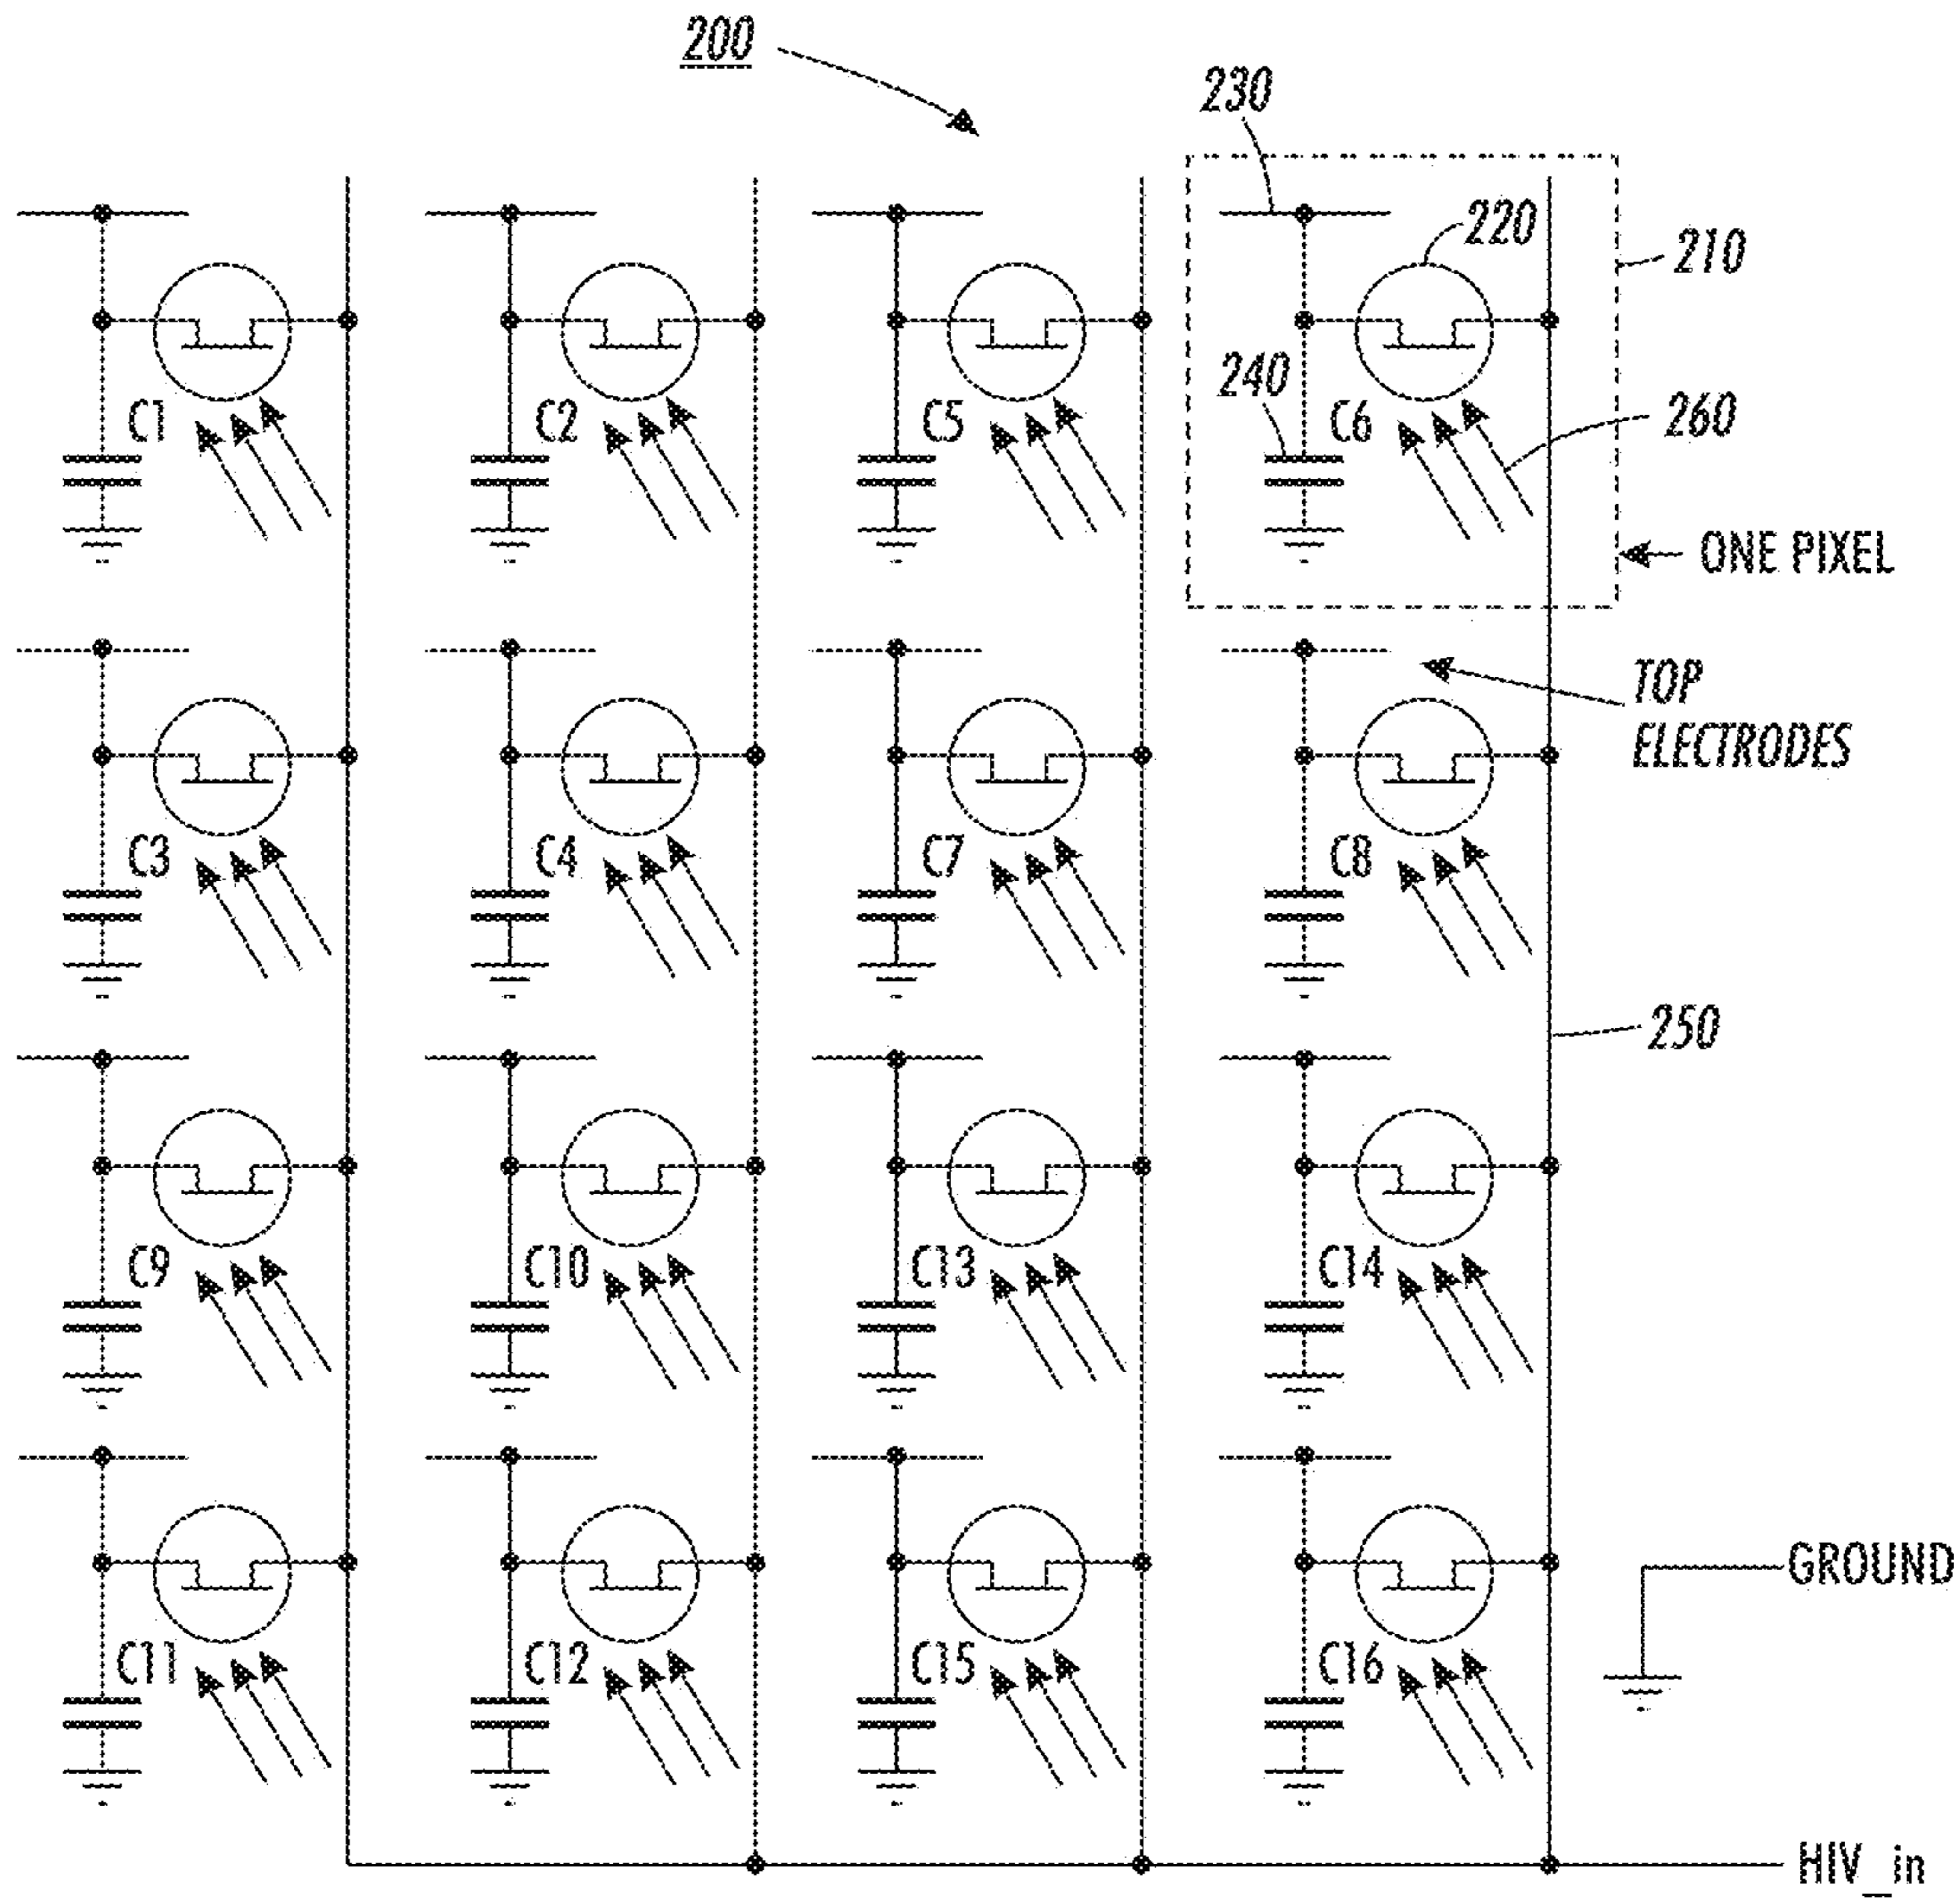 200
230
220
210
C1
C2
C5
240
C6
260
ONE PIXEL
TOP
ELECTRODES
C3
C4
C7
C8
250
C9
C10
C13
C14
GROUND
C11
C12
C15
C16
HIV_in